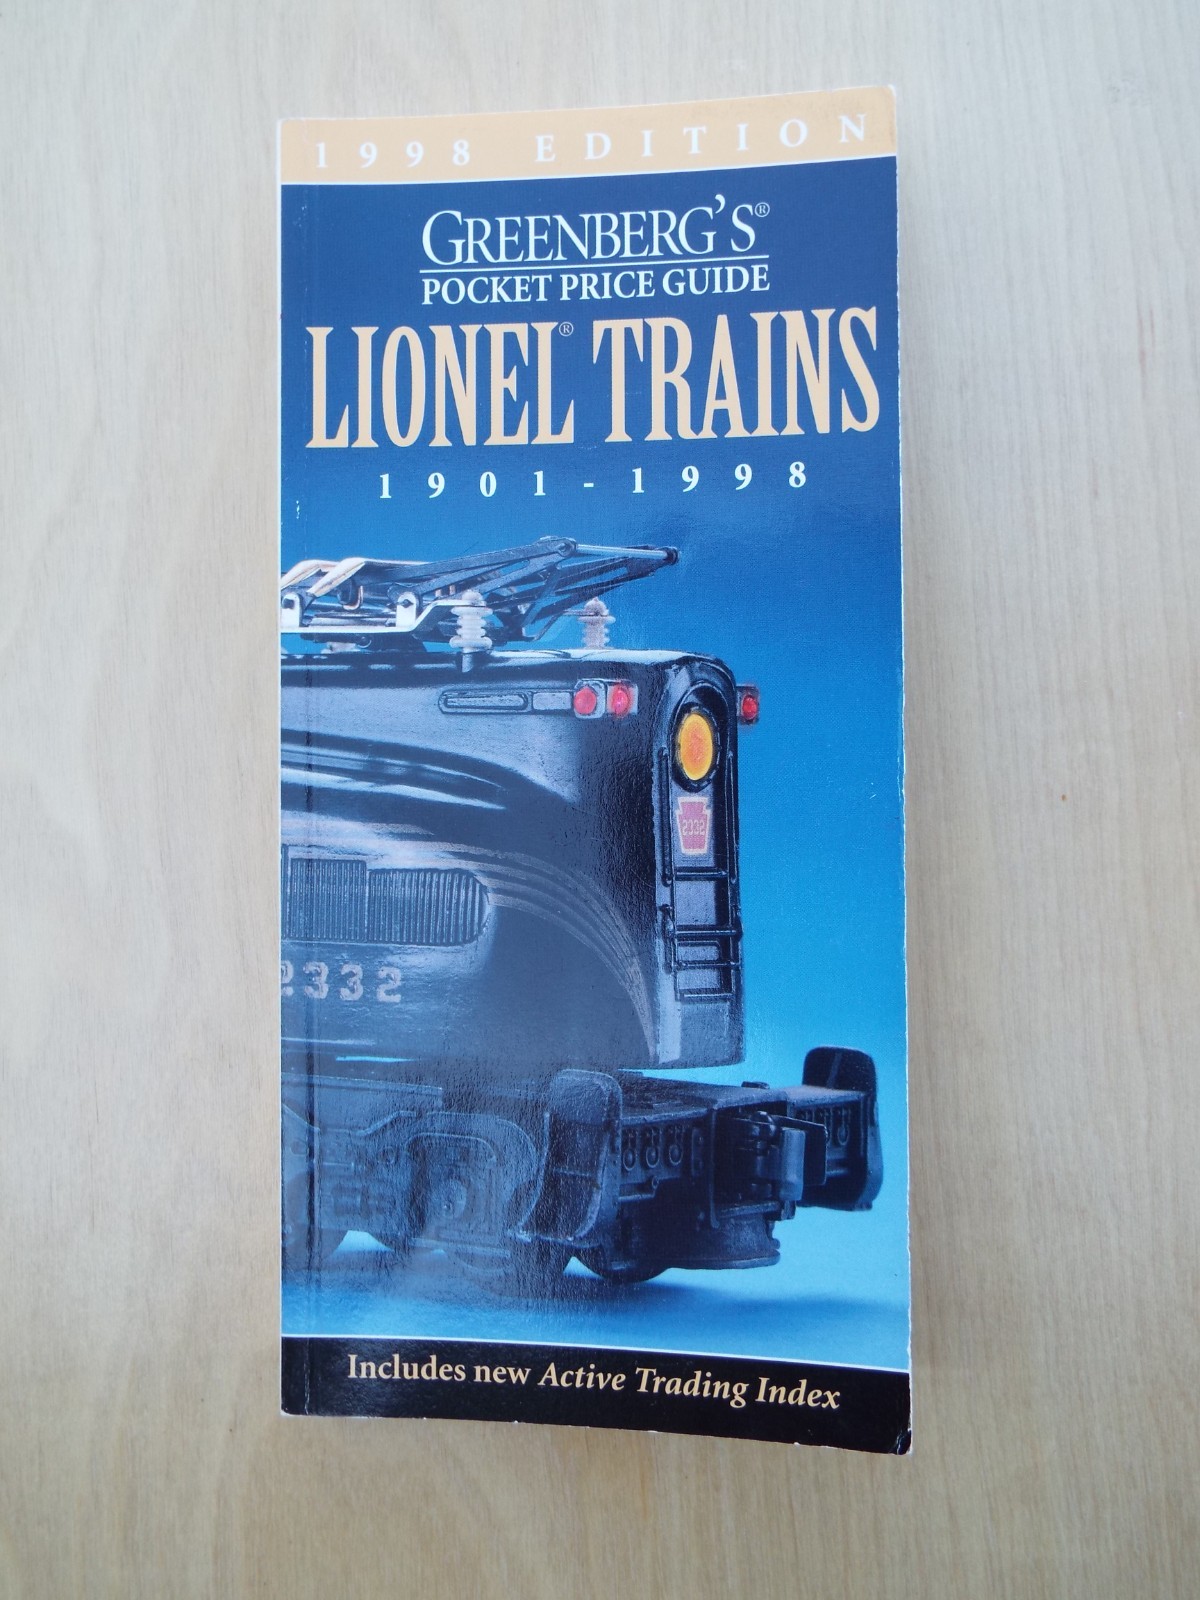 1998 EDITION
GREENBERG'S®
POCKET PRICE GUIDE
LIONEL® TRAINS
1901-1998
2332
2332
Includes new Active Trading Index